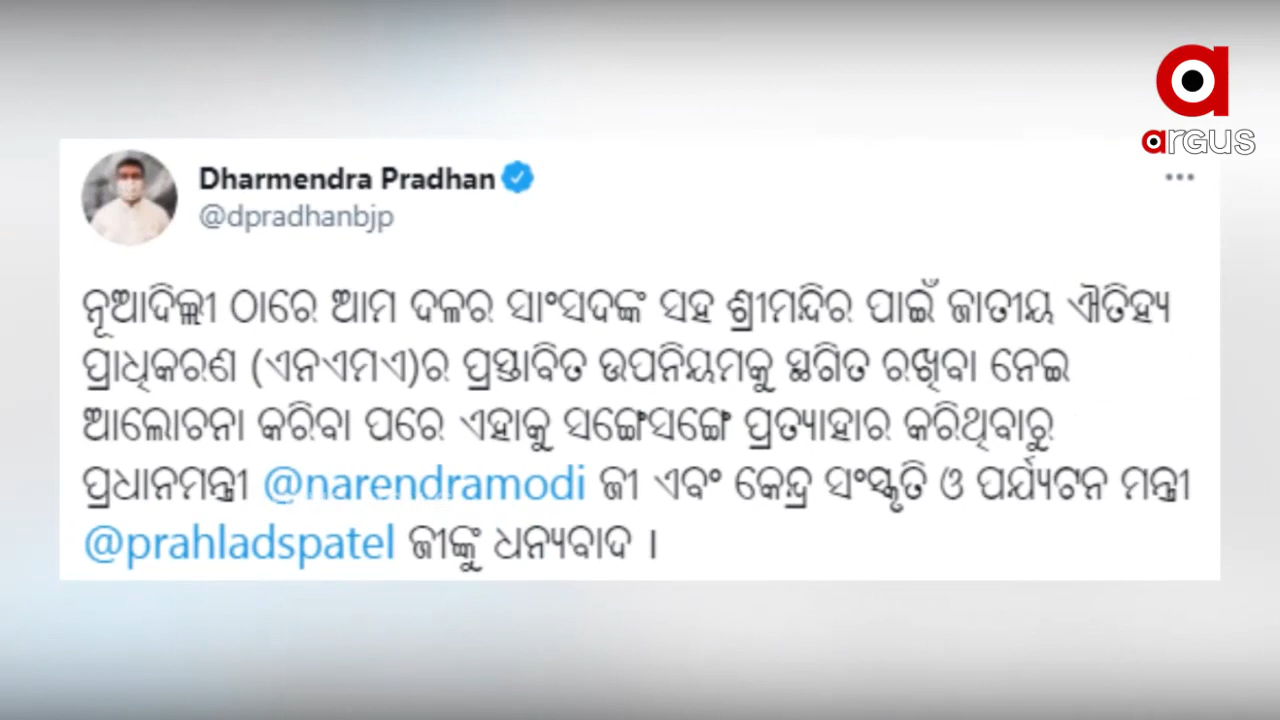 argus
Dharmendra Pradhan
@dpradhanbjp
ନୂଆଦିଲ୍ଲୀ ଠାରେ ଆମ ଦଳର ସାଂସଦଙ୍କ ସହ ଶ୍ରୀମନ୍ଦିର ପାଇଁ ଜାତୀୟ ଐତିହ୍ୟ
ପ୍ରାଧିକରଣ (ଏନଏମଏ)ର ପ୍ରସ୍ତାବିତ ଉପନିୟମକୁ ସ୍ଥଗିତ ରଖିବା ନେଇ
ଆଲୋଚନା କରିବା ପରେ ଏହାକୁ ସଙ୍ଗେସଙ୍ଗେ ପ୍ରତ୍ୟାହାର କରିଥିବାରୁ
ପ୍ରଧାନମନ୍ତ୍ରୀ @narendramodi ଜୀ ଏବଂ କେନ୍ଦ୍ର ସଂସ୍କୃତି ଓ ପର୍ଯ୍ୟଟନ ମନ୍ତ୍ରୀ
@prahladspatel ଜୀଙ୍କୁ ଧନ୍ୟବାଦ ।